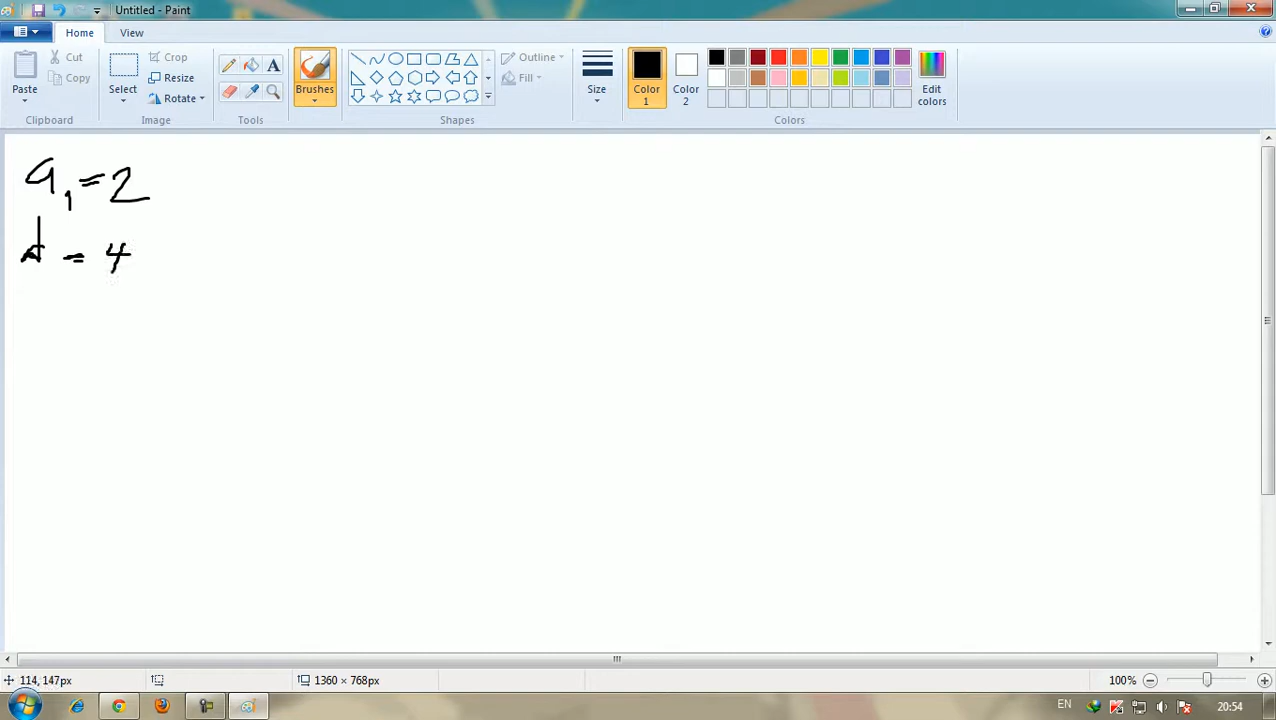 Untitled - Paint
Home View
Paste
Cut
Copy
Clipboard
Select
Crop
Resize
Rotate
Image
A
Tools
Brushes
Shapes
Outline
Fill
Size
Color 1
Color 2
Edit colors
Colors
a₁=2
d = 4
114, 147px
1360 × 768px
100%
EN
20:54